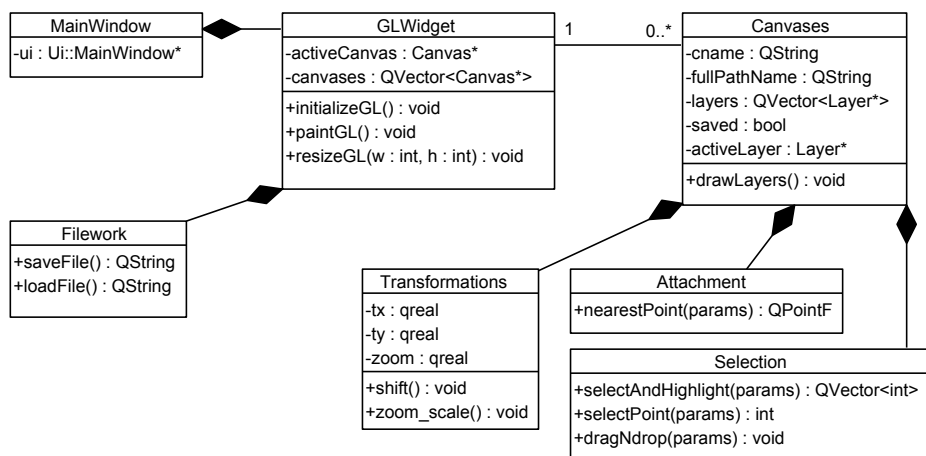 MainWindow
-ui : Ui::MainWindow*
GLWidget
-activeCanvas : Canvas*
-canvases : QVector<Canvas*>
+initializeGL() : void
+paintGL() : void
+resizeGL(w : int, h : int) : void
1
0..*
Canvases
-cname : QString
-fullPathName : QString
-layers : QVector<Layer*>
-saved : bool
-activeLayer : Layer*
+drawLayers() : void
Filework
+saveFile() : QString
+loadFile() : QString
Transformations
-tx : qreal
-ty : qreal
-zoom : qreal
+shift() : void
+zoom_scale() : void
Attachment
+nearestPoint(params) : QPointF
Selection
+selectAndHighlight(params) : QVector<int>
+selectPoint(params) : int
+dragNdrop(params) : void